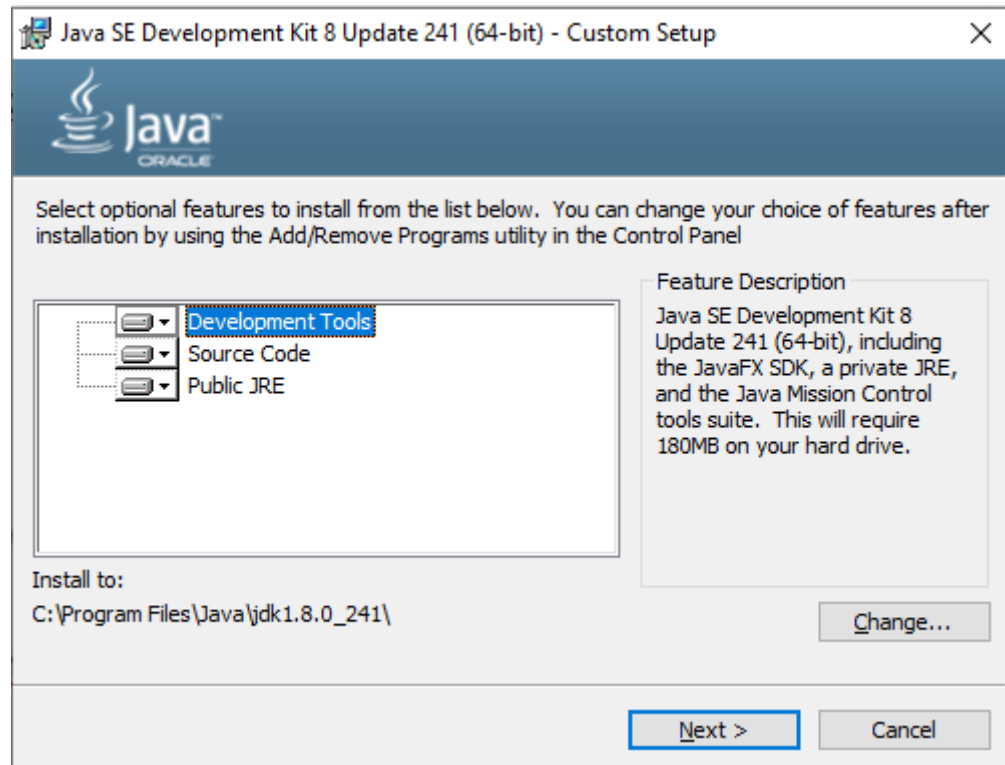 Java SE Development Kit 8 Update 241 (64-bit) - Custom Setup
Java™
ORACLE
Select optional features to install from the list below.  You can change your choice of features after
installation by using the Add/Remove Programs utility in the Control Panel
Development Tools
Source Code
Public JRE
Feature Description
Java SE Development Kit 8
Update 241 (64-bit), including
the JavaFX SDK, a private JRE,
and the Java Mission Control
tools suite.  This will require
180MB on your hard drive.
Install to:
C:\Program Files\Java\jdk1.8.0_241\
Change...
Next >
Cancel